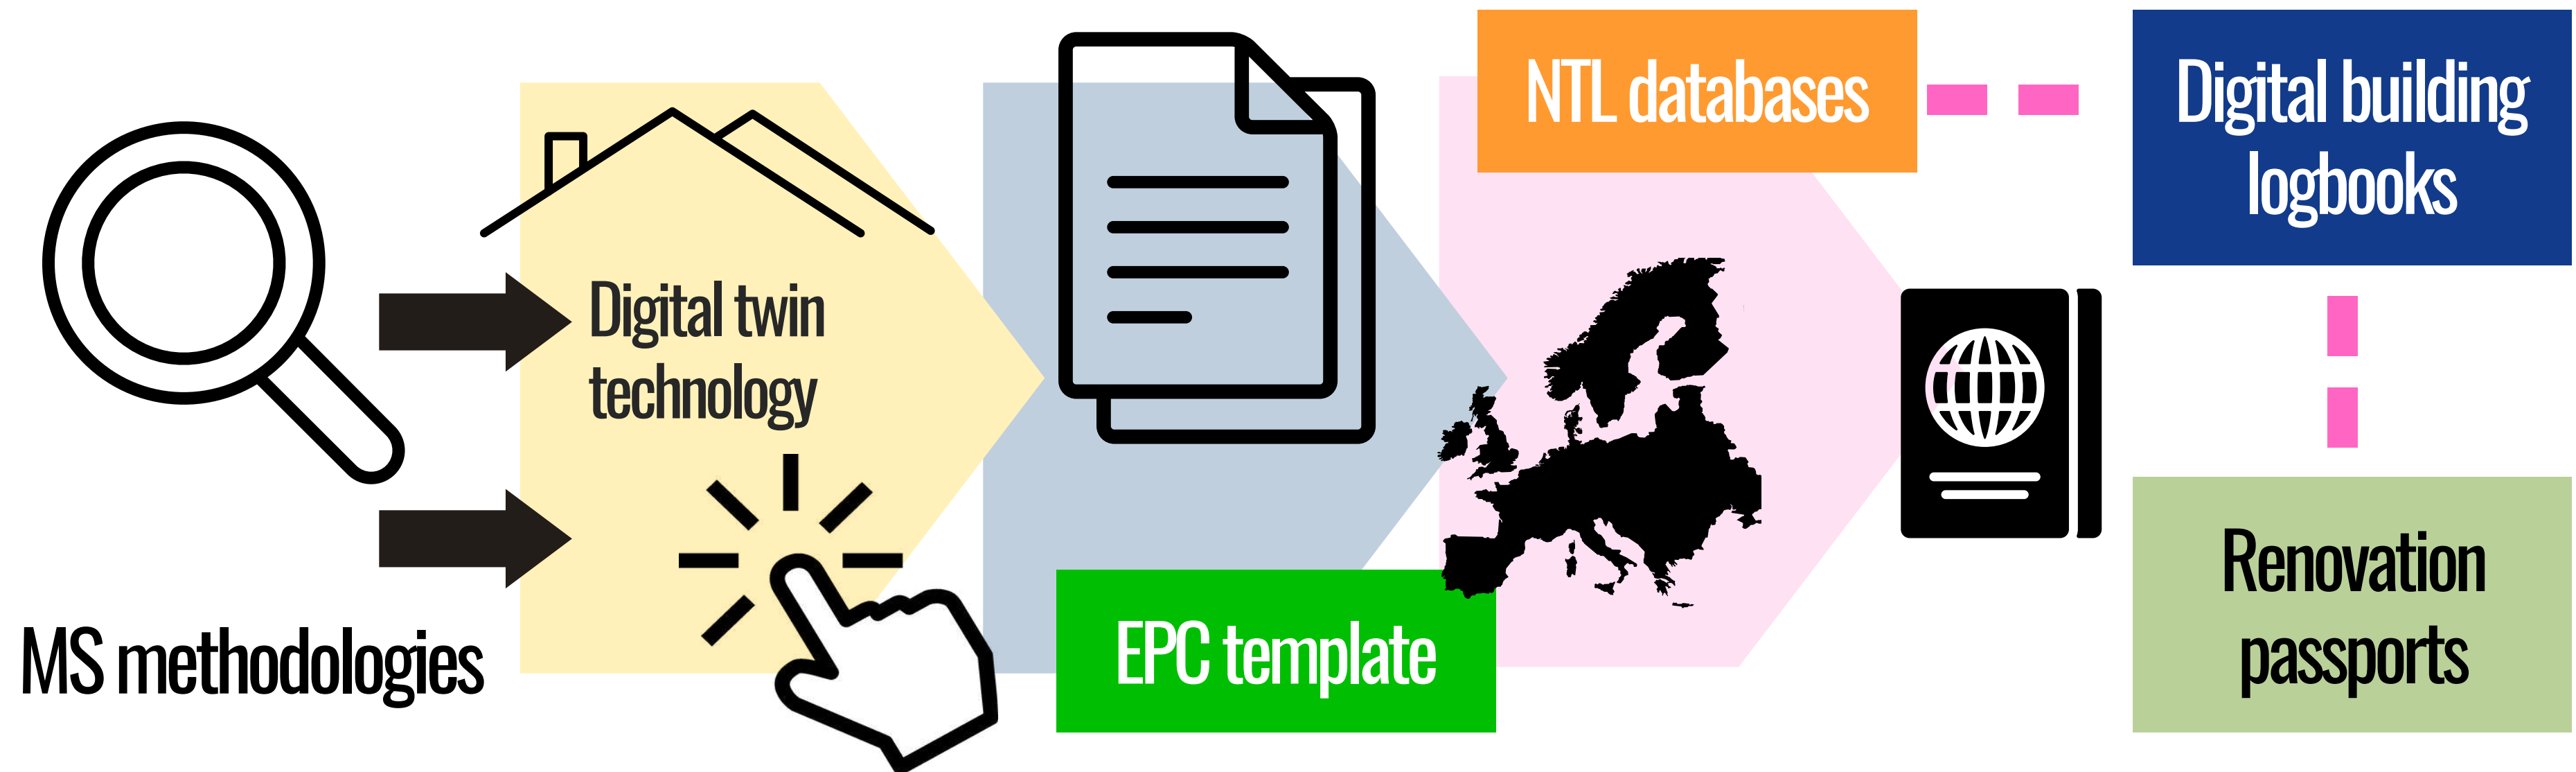 MS methodologies
Digital twin
technology
EPC template
NTL databases
Digital building
logbooks
Renovation
passports